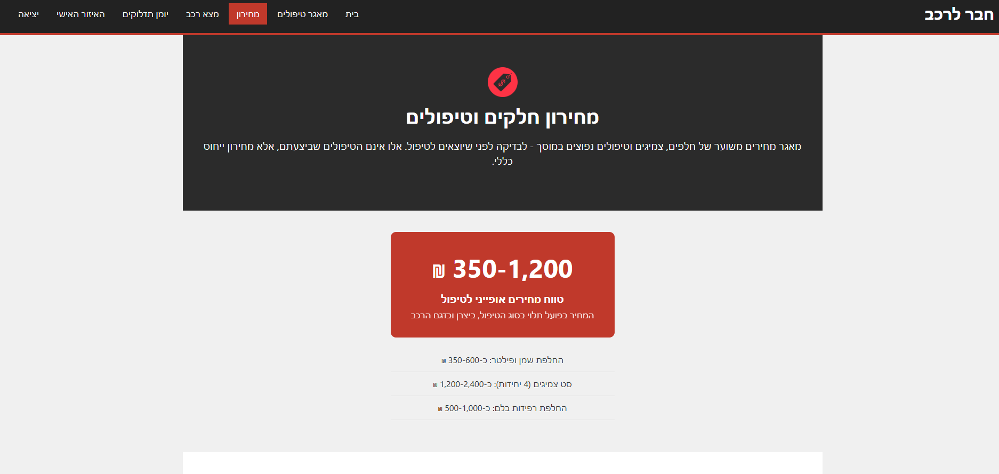 חבר לרכב
בית
מאגר טיפולים
מחירון
מצא רכב
יומן תדלוקים
האיזור האישי
יציאה
מחירון חלקים וטיפולים
מאגר מחירים משוער של חלפים, צמיגים וטיפולים נפוצים במוסך - לבדיקה לפני שיוצאים לטיפול. אלו אינם הטיפולים שביצעתם, אלא מחירון ייחוס
כללי.
350-1,200 ₪
טווח מחירים אופייני לטיפול
המחיר בפועל תלוי בסוג הטיפול, ביצרן ובדגם הרכב
החלפת שמן ופילטר: כ-350-600 ₪
סט צמיגים (4 יחידות): כ-1,200-2,400 ₪
החלפת רפידות בלם: כ-500-1,000 ₪